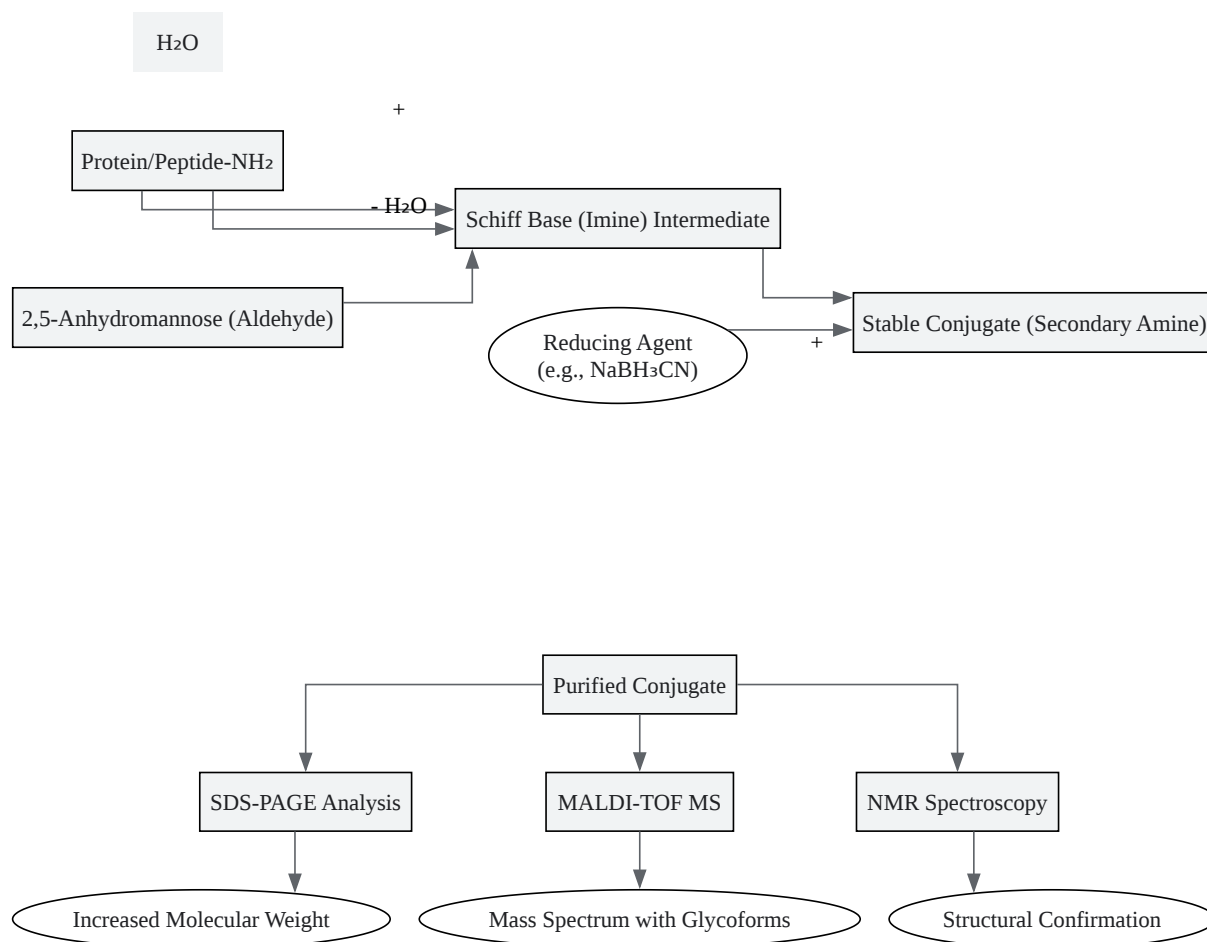 H₂O
+
Protein/Peptide-NH₂
- H₂O
Schiff Base (Imine) Intermediate
2,5-Anhydromannose (Aldehyde)
Reducing Agent
(e.g., NaBH₃CN)
+
Stable Conjugate (Secondary Amine)
Purified Conjugate
SDS-PAGE Analysis
MALDI-TOF MS
NMR Spectroscopy
Increased Molecular Weight
Mass Spectrum with Glycoforms
Structural Confirmation